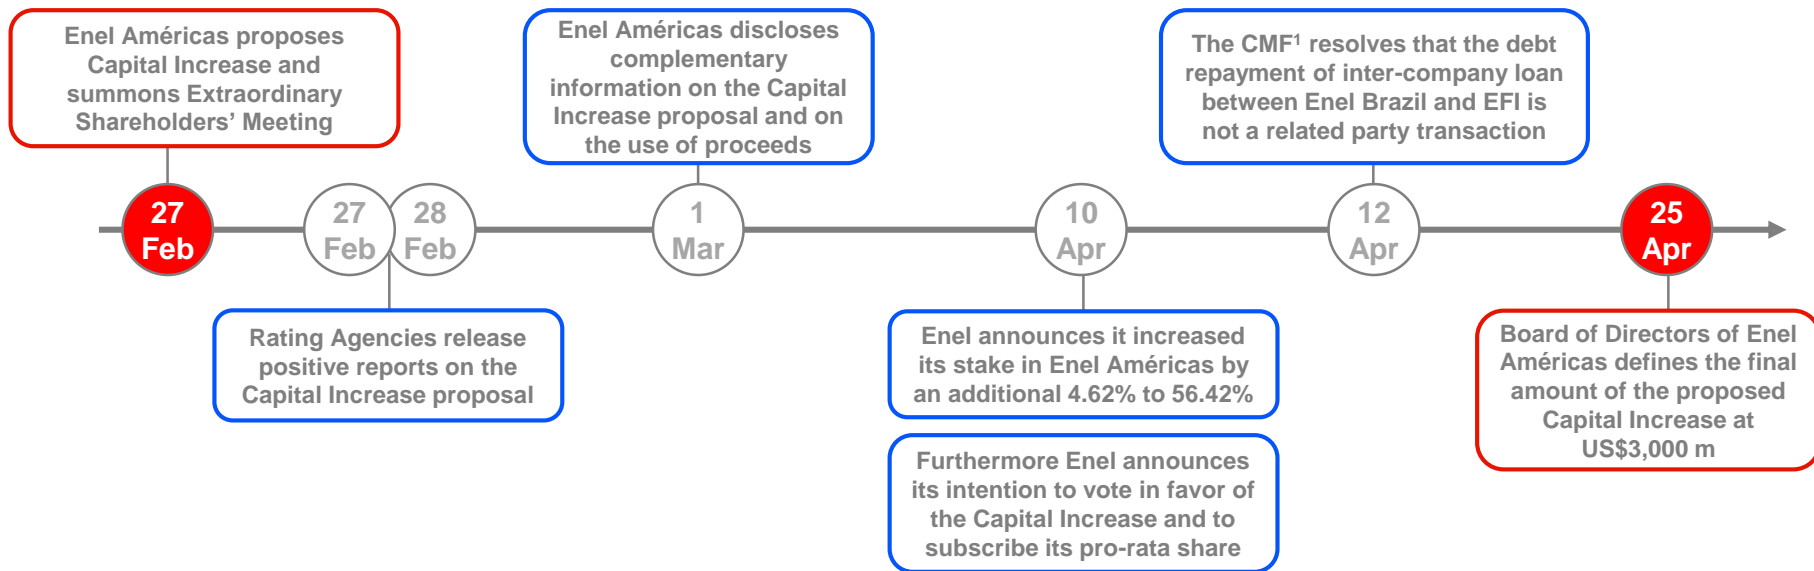 Enel Américas proposes
Capital Increase and
summons Extraordinary
Shareholders' Meeting
Enel Américas discloses
complementary
information on the Capital
Increase proposal and on
the use of proceeds
The CMF¹ resolves that the debt
repayment of inter-company loan
between Enel Brazil and EFI is
not a related party transaction
27
Feb
27
Feb
28
Feb
1
Mar
10
Apr
12
Apr
25
Apr
Rating Agencies release
positive reports on the
Capital Increase proposal
Enel announces it increased
its stake in Enel Américas by
an additional 4.62% to 56.42%
Furthermore Enel announces
its intention to vote in favor of
the Capital Increase and to
subscribe its pro-rata share
Board of Directors of Enel
Américas defines the final
amount of the proposed
Capital Increase at
US$3,000 m